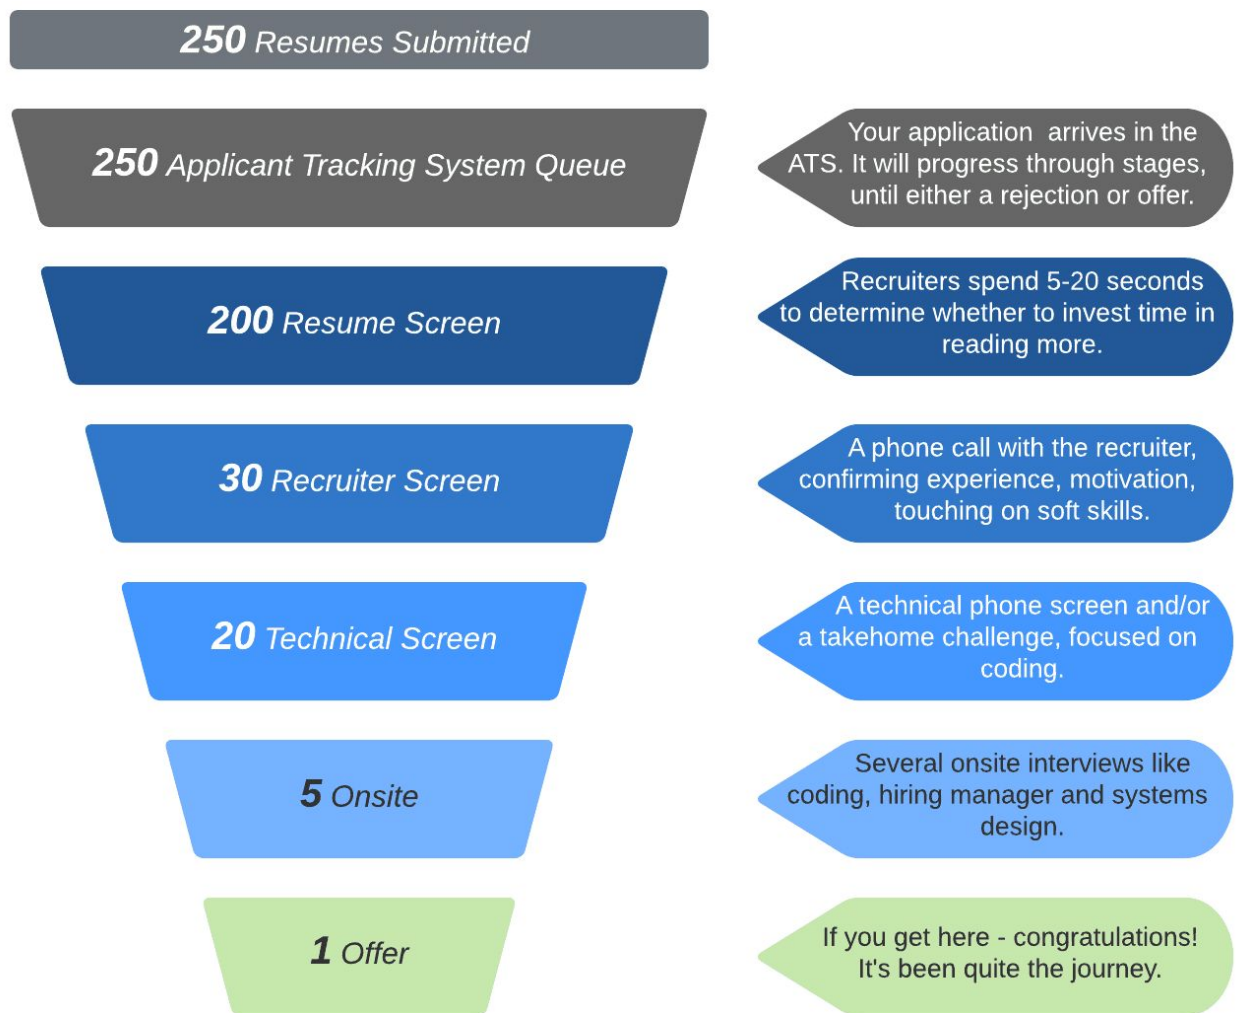 250 Resumes Submitted
250 Applicant Tracking System Queue
Your application  arrives in the
ATS. It will progress through stages,
until either a rejection or offer.
200 Resume Screen
Recruiters spend 5-20 seconds
to determine whether to invest time in
reading more.
30 Recruiter Screen
A phone call with the recruiter,
confirming experience, motivation,
touching on soft skills.
20 Technical Screen
A technical phone screen and/or
a takehome challenge, focused on
coding.
5 Onsite
Several onsite interviews like
coding, hiring manager and systems
design.
1 Offer
If you get here - congratulations!
It's been quite the journey.